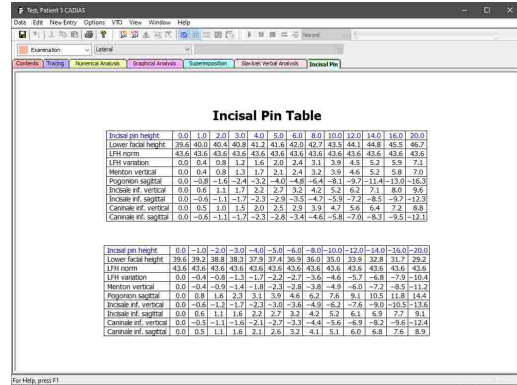 Test, Patient 3 CADIAS
Data Edit New Entry Options VTO View Window Help
Normal
Examination Lateral
Contents Tracing Numerical Analysis Graphical Analysis Superimposition Slavicek Verbal Analysis Incisal Pin
Incisal Pin Table
Incisal pin height 0.0 1.0 2.0 3.0 4.0 5.0 6.0 8.0 10.0 12.0 14.0 16.0 20.0
Lower facial height 39.6 40.0 40.4 40.8 41.2 41.6 42.0 42.7 43.5 44.1 44.8 45.5 46.7
LFH norm 43.6 43.6 43.6 43.6 43.6 43.6 43.6 43.6 43.6 43.6 43.6 43.6 43.6
LFH variation 0.0 0.4 0.8 1.2 1.6 2.0 2.4 3.1 3.9 4.5 5.2 5.9 7.1
Menton vertical 0.0 0.4 0.8 1.3 1.7 2.1 2.4 3.2 3.9 4.6 5.2 5.8 7.0
Pogonion sagittal 0.0 −0.8 −1.6 −2.4 −3.2 −4.0 −4.8 −6.4 −8.1 −9.7 −11.4 −13.0 −16.3
Incisale inf. vertical 0.0 0.6 1.1 1.7 2.2 2.7 3.2 4.2 5.2 6.2 7.1 8.0 9.6
Incisale inf. sagittal 0.0 −0.6 −1.1 −1.7 −2.3 −2.9 −3.5 −4.7 −5.9 −7.2 −8.5 −9.7 −12.3
Caninale inf. vertical 0.0 0.5 1.0 1.5 2.0 2.5 2.9 3.9 4.7 5.6 6.4 7.2 8.8
Caninale inf. sagittal 0.0 −0.6 −1.1 −1.7 −2.3 −2.8 −3.4 −4.6 −5.8 −7.0 −8.3 −9.5 −12.1
Incisal pin height 0.0 −1.0 −2.0 −3.0 −4.0 −5.0 −6.0 −8.0 −10.0 −12.0 −14.0 −16.0 −20.0
Lower facial height 39.6 39.2 38.8 38.3 37.9 37.4 36.9 36.0 35.0 33.9 32.8 31.7 29.2
LFH norm 43.6 43.6 43.6 43.6 43.6 43.6 43.6 43.6 43.6 43.6 43.6 43.6 43.6
LFH variation 0.0 −0.4 −0.8 −1.3 −1.7 −2.2 −2.7 −3.6 −4.6 −5.7 −6.8 −7.9 −10.4
Menton vertical 0.0 −0.4 −0.9 −1.4 −1.8 −2.3 −2.8 −3.8 −4.9 −6.0 −7.2 −8.5 −11.2
Pogonion sagittal 0.0 0.8 1.6 2.3 3.1 3.9 4.6 6.2 7.6 9.1 10.5 11.8 14.4
Incisale inf. vertical 0.0 −0.6 −1.2 −1.7 −2.3 −3.0 −3.6 −4.9 −6.2 −7.6 −9.0 −10.5 −13.6
Incisale inf. sagittal 0.0 0.6 1.1 1.6 2.2 2.7 3.2 4.2 5.2 6.1 6.9 7.7 9.1
Caninale inf. vertical 0.0 −0.5 −1.1 −1.6 −2.1 −2.7 −3.3 −4.4 −5.6 −6.9 −8.2 −9.6 −12.4
Caninale inf. sagittal 0.0 0.5 1.1 1.6 2.1 2.6 3.2 4.1 5.1 6.0 6.8 7.6 8.9
For Help, press F1